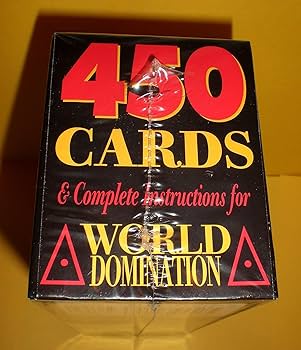 450
CARDS
& Complete instructions for
WORLD
DOMINATION